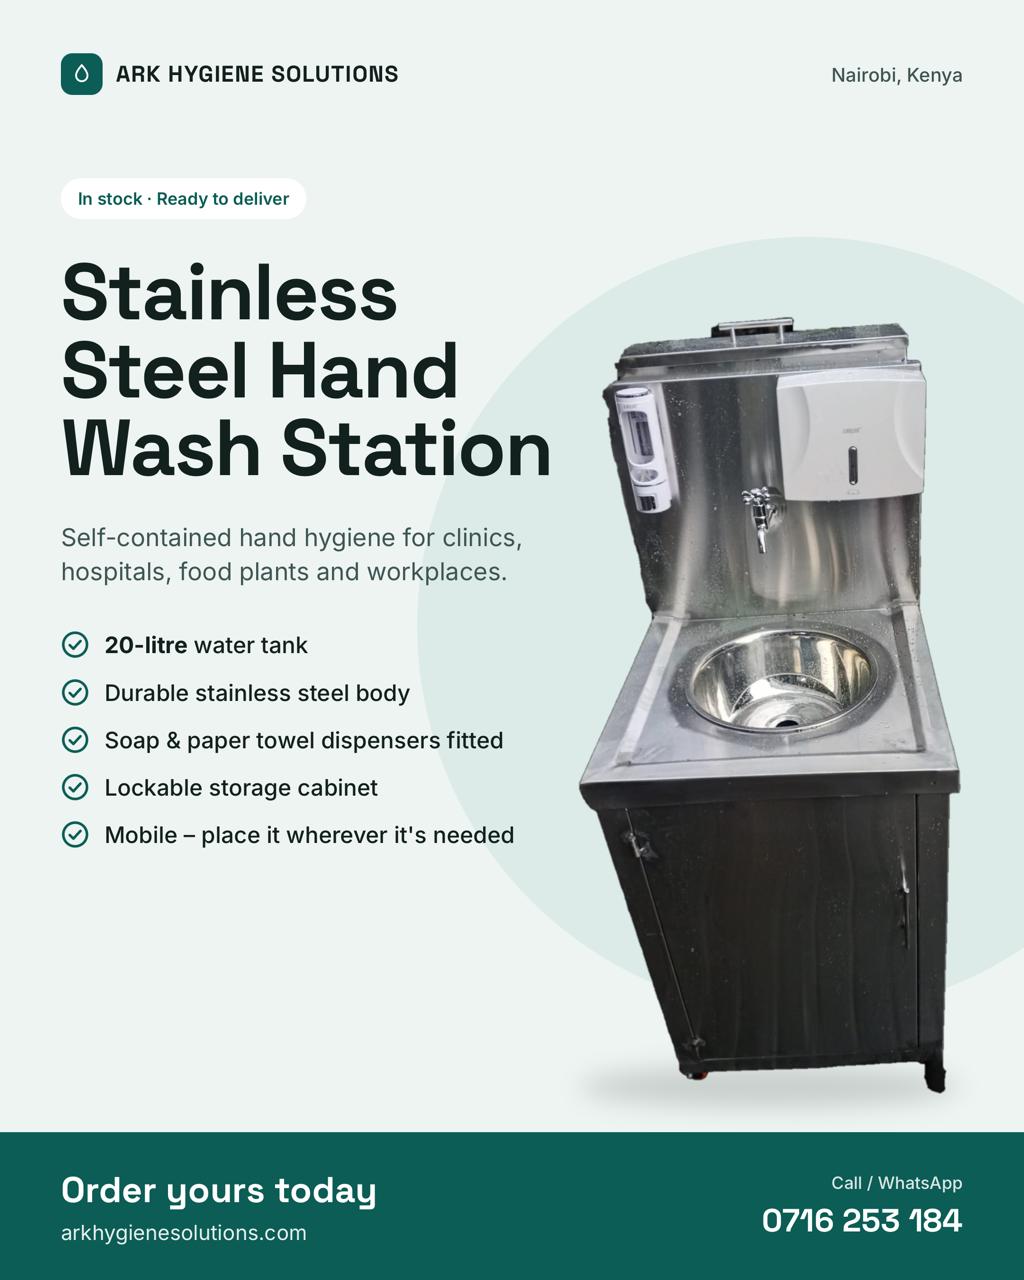 ARK HYGIENE SOLUTIONS
Nairobi, Kenya
In stock · Ready to deliver
Stainless
Steel Hand
Wash Station
Self-contained hand hygiene for clinics,
hospitals, food plants and workplaces.
20-litre water tank
Durable stainless steel body
Soap & paper towel dispensers fitted
Lockable storage cabinet
Mobile – place it wherever it's needed
Order yours today
arkhygienesolutions.com
Call / WhatsApp
0716 253 184